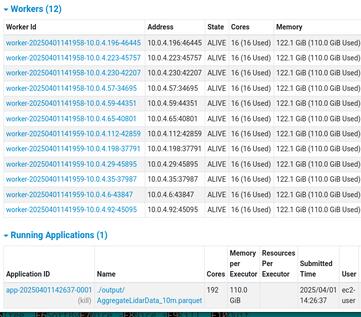 Workers (12)
Worker Id Address State Cores Memory
worker-20250401141958-10.0.4.196-46445 10.0.4.196:46445 ALIVE 16 (16 Used) 122.1 GiB (110.0 GiB Used)
worker-20250401141958-10.0.4.223-45757 10.0.4.223:45757 ALIVE 16 (16 Used) 122.1 GiB (110.0 GiB Used)
worker-20250401141958-10.0.4.230-42207 10.0.4.230:42207 ALIVE 16 (16 Used) 122.1 GiB (110.0 GiB Used)
worker-20250401141958-10.0.4.57-34695 10.0.4.57:34695 ALIVE 16 (16 Used) 122.1 GiB (110.0 GiB Used)
worker-20250401141958-10.0.4.59-44351 10.0.4.59:44351 ALIVE 16 (16 Used) 122.1 GiB (110.0 GiB Used)
worker-20250401141958-10.0.4.65-40801 10.0.4.65:40801 ALIVE 16 (16 Used) 122.1 GiB (110.0 GiB Used)
worker-20250401141959-10.0.4.112-42859 10.0.4.112:42859 ALIVE 16 (16 Used) 122.1 GiB (110.0 GiB Used)
worker-20250401141959-10.0.4.198-37791 10.0.4.198:37791 ALIVE 16 (16 Used) 122.1 GiB (110.0 GiB Used)
worker-20250401141959-10.0.4.29-45895 10.0.4.29:45895 ALIVE 16 (16 Used) 122.1 GiB (110.0 GiB Used)
worker-20250401141959-10.0.4.35-37987 10.0.4.35:37987 ALIVE 16 (16 Used) 122.1 GiB (110.0 GiB Used)
worker-20250401141959-10.0.4.6-43847 10.0.4.6:43847 ALIVE 16 (16 Used) 122.1 GiB (110.0 GiB Used)
worker-20250401141959-10.0.4.92-45095 10.0.4.92:45095 ALIVE 16 (16 Used) 122.1 GiB (110.0 GiB Used)
Running Applications (1)
Application ID Name Cores Memory per Executor Resources Per Executor Submitted Time User
app-20250401142637-0001 ./output/ 192 110.0 2025/04/01 ec2-
(kill) AggregateLidarData_10m.parquet GiB 14:26:37 user